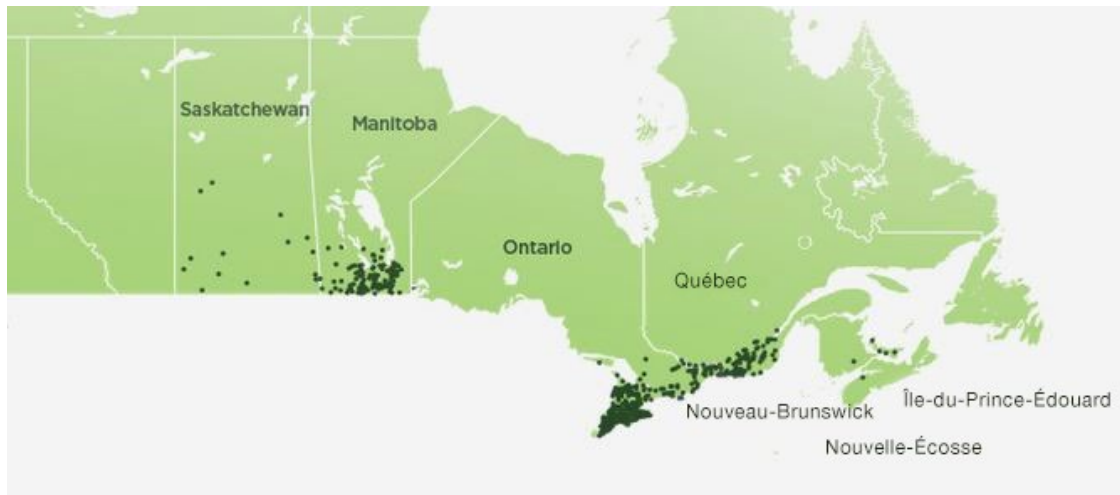 Saskatchewan
Manitoba
Ontario
Québec
Nouveau-Brunswick
Île-du-Prince-Édouard
Nouvelle-Écosse